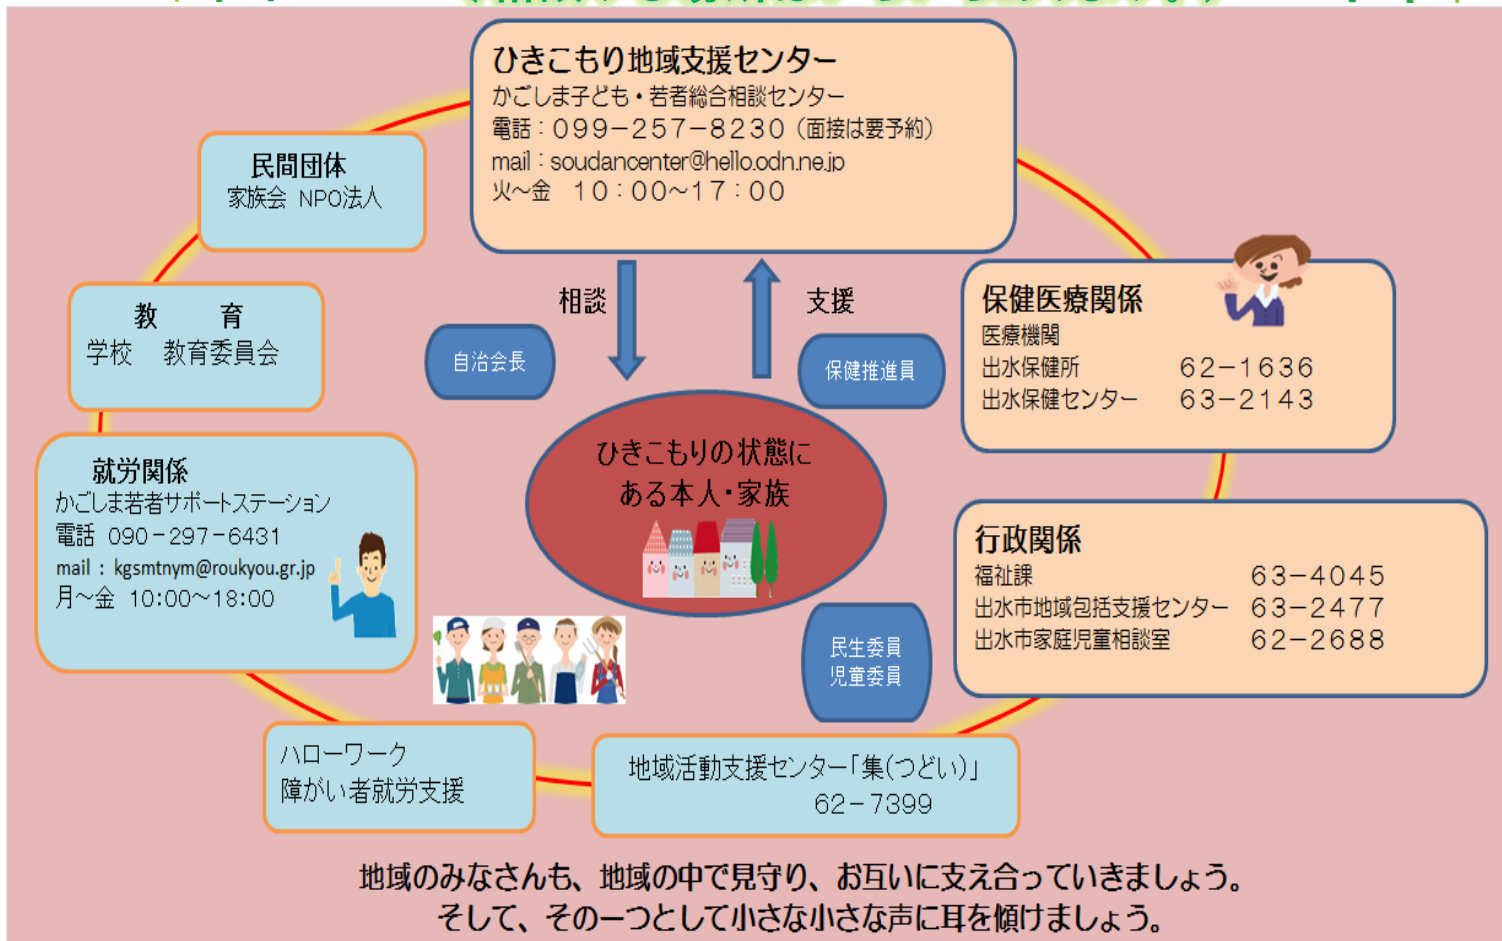 ひきこもり地域支援センター
かごしま子ども・若者総合相談センター
電話：０９９－２５７－８２３０（面接は要予約）
mail：soudancenter@hello.odn.ne.jp
火～金　１０：００～１７：００
民間団体
家族会 NPO法人
教　育
学校　教育委員会
相談
支援
自治会長
保健推進員
保健医療関係
医療機関
出水保健所　６２－１６３６
出水保健センター　６３－２１４３
ひきこもりの状態に
ある本人・家族
就労関係
かごしま若者サポートステーション
電話 090－297－6431
mail : kgsmtnym@roukyou.gr.jp
月～金 10:00～18:00
行政関係
福祉課　６３－４０４５
出水市地域包括支援センター　６３－２４７７
出水市家庭児童相談室　６２－２６８８
民生委員
児童委員
ハローワーク
障がい者就労支援
地域活動支援センター「集(つどい)」
62－7399
地域のみなさんも、地域の中で見守り、お互いに支え合っていきましょう。
そして、その一つとして小さな小さな声に耳を傾けましょう。